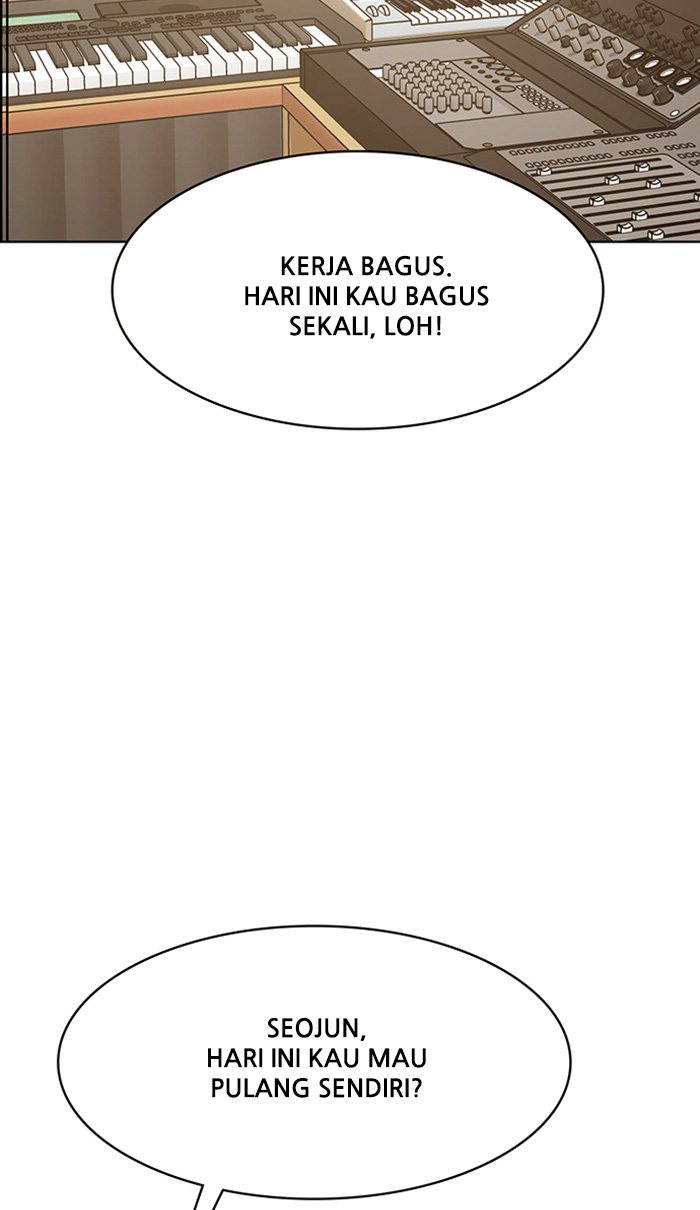 KERJA BAGUS.
HARI INI KAU BAGUS
SEKALI, LOH!
SEOJUN,
HARI INI KAU MAU
PULANG SENDIRI?